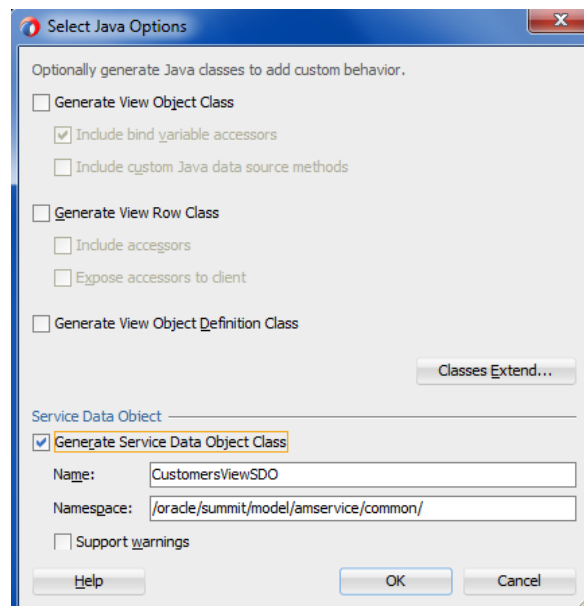 Select Java Options
Optionally generate Java classes to add custom behavior.
Generate View Object Class
Include bind variable accessors
Include custom Java data source methods
Generate View Row Class
Include accessors
Expose accessors to client
Generate View Object Definition Class
Classes Extend...
Service Data Object
Generate Service Data Object Class
Name: CustomersViewSDO
Namespace: /oracle/summit/model/amservice/common/
Support warnings
Help OK Cancel